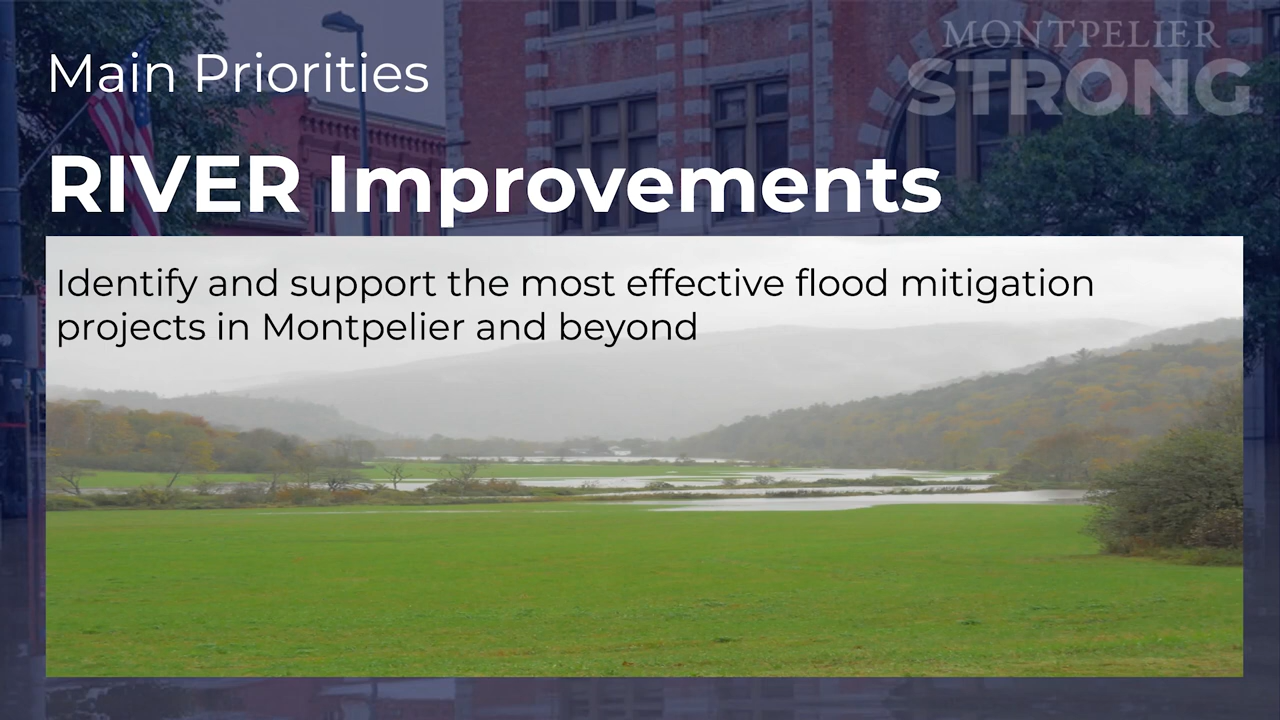 MONTPELIER
STRONG
Main Priorities
RIVER Improvements
Identify and support the most effective flood mitigation
projects in Montpelier and beyond